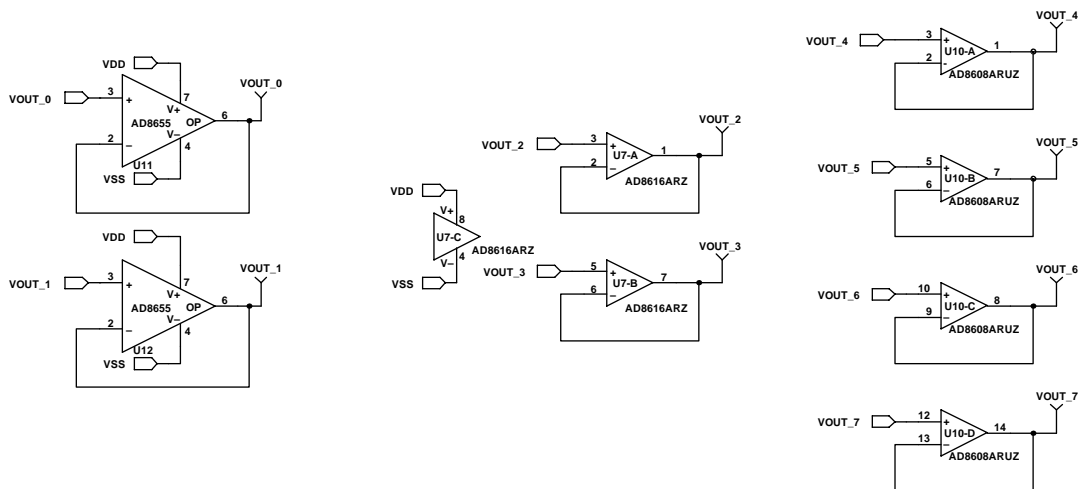 VDD
VOUT_0
3
+
7
V+
AD8655
OP
6
VOUT_0
2
–
V–
4
U11
VSS
VDD
VOUT_1
3
+
7
V+
AD8655
OP
6
VOUT_1
2
–
V–
4
U12
VSS
VDD
V+
8
U7-C
AD8616ARZ
V–
4
VSS
VOUT_2
3
+
U7-A
1
VOUT_2
2
–
AD8616ARZ
VOUT_3
5
+
U7-B
7
VOUT_3
6
–
AD8616ARZ
VOUT_4
3
+
U10-A
1
VOUT_4
2
-
AD8608ARUZ
VOUT_5
5
+
U10-B
7
VOUT_5
6
–
AD8608ARUZ
VOUT_6
10
+
U10-C
8
VOUT_6
9
–
AD8608ARUZ
VOUT_7
12
+
U10-D
14
VOUT_7
13
–
AD8608ARUZ